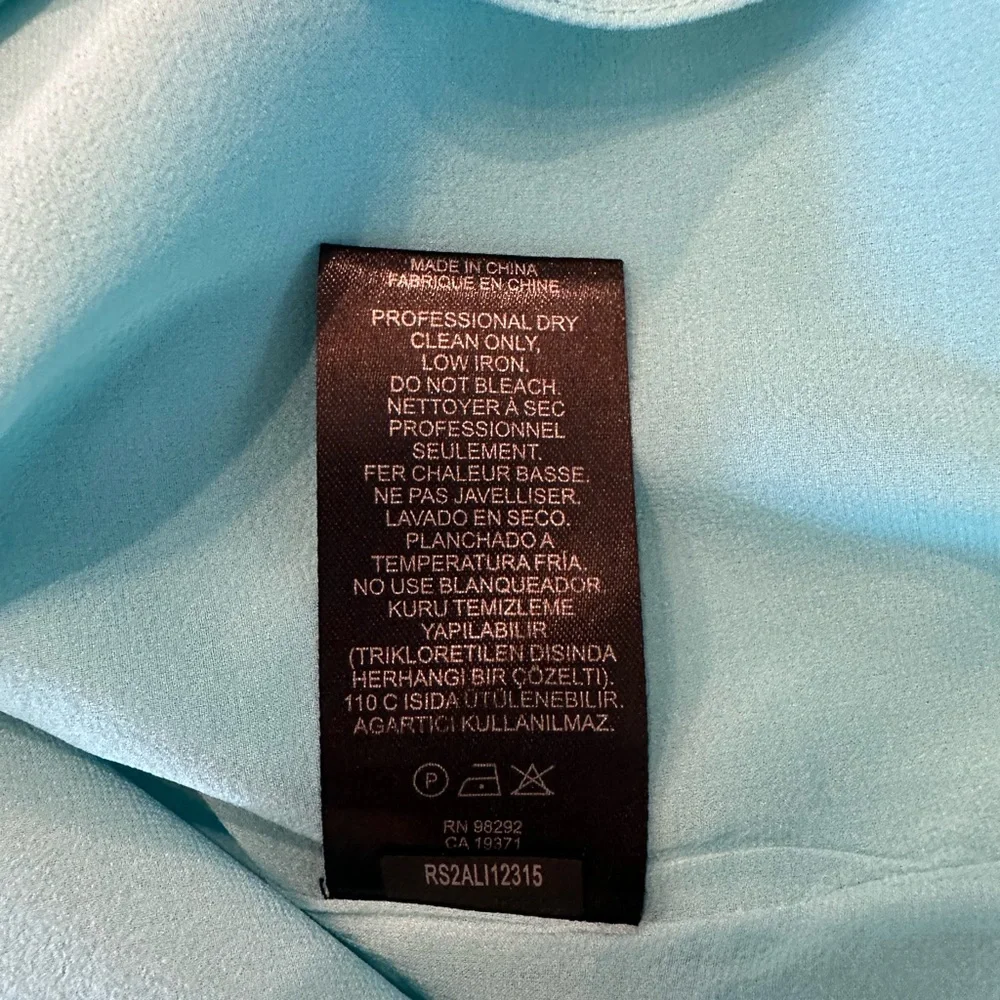 MADE IN CHINA
FABRIQUE EN CHINE
PROFESSIONAL DRY
CLEAN ONLY,
LOW IRON.
DO NOT BLEACH.
NETTOYER À SEC
PROFESSIONNEL
SEULEMENT.
FER CHALEUR BASSE.
NE PAS JAVELLISER.
LAVADO EN SECO.
PLANCHADO A
TEMPERATURA FRÍA.
NO USE BLANQUEADOR.
KURU TEMIZLEME
YAPILABILIR
(TRIKLORETILEN DISINDA
HERHANGI BIR ÇÖZELTI).
110 C ISIDA ÜTÜLENEBILIR.
AGARTICI KULLANILMAZ.
P
RN 98292
CA 19371
RS2ALI12315